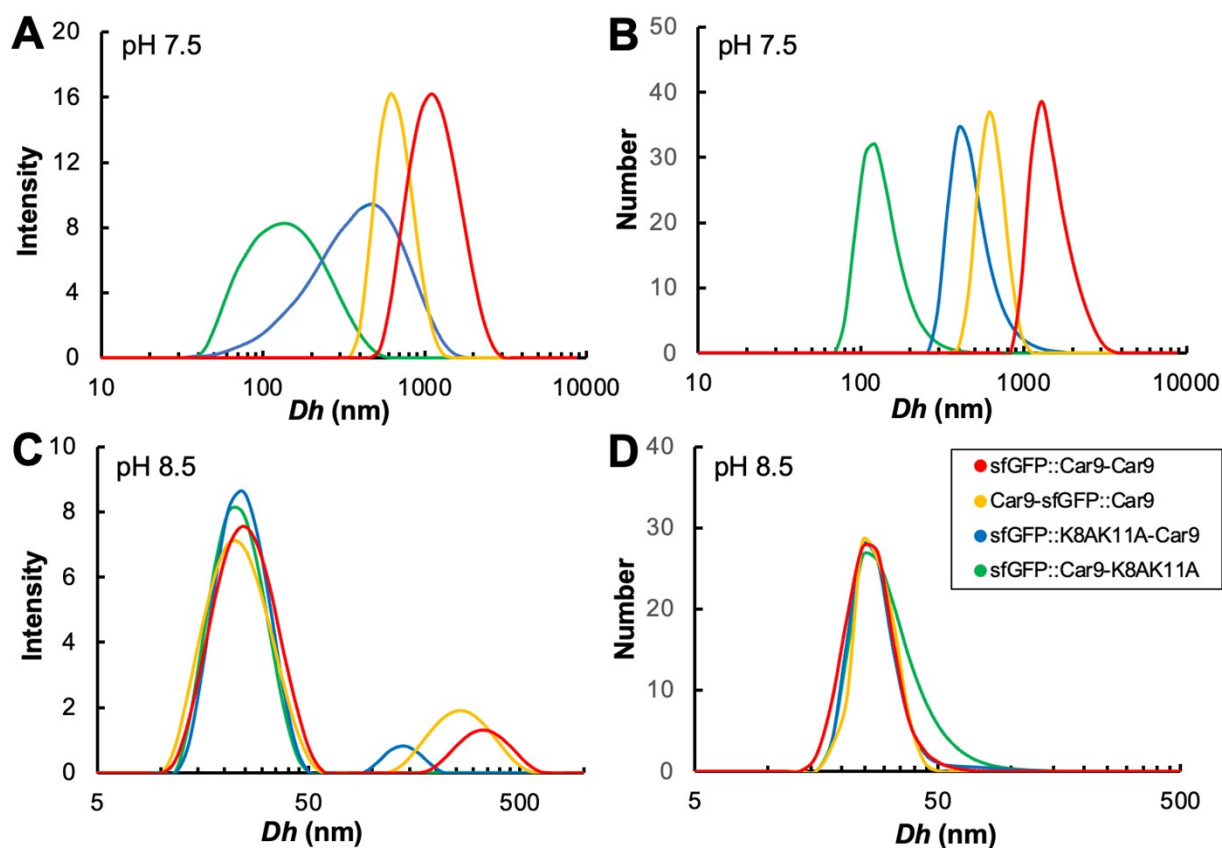 A
pH 7.5
20
16
12
8
4
0
Intensity
10 100 1000 10000
Dh (nm)
B
pH 7.5
50
40
30
20
10
0
Number
10 100 1000 10000
Dh (nm)
C
pH 8.5
10
8
6
4
2
0
Intensity
5 50 500
Dh (nm)
D
pH 8.5
40
30
20
10
0
Number
5 50 500
Dh (nm)
sfGFP::Car9-Car9
Car9-sfGFP::Car9
sfGFP::K8AK11A-Car9
sfGFP::Car9-K8AK11A